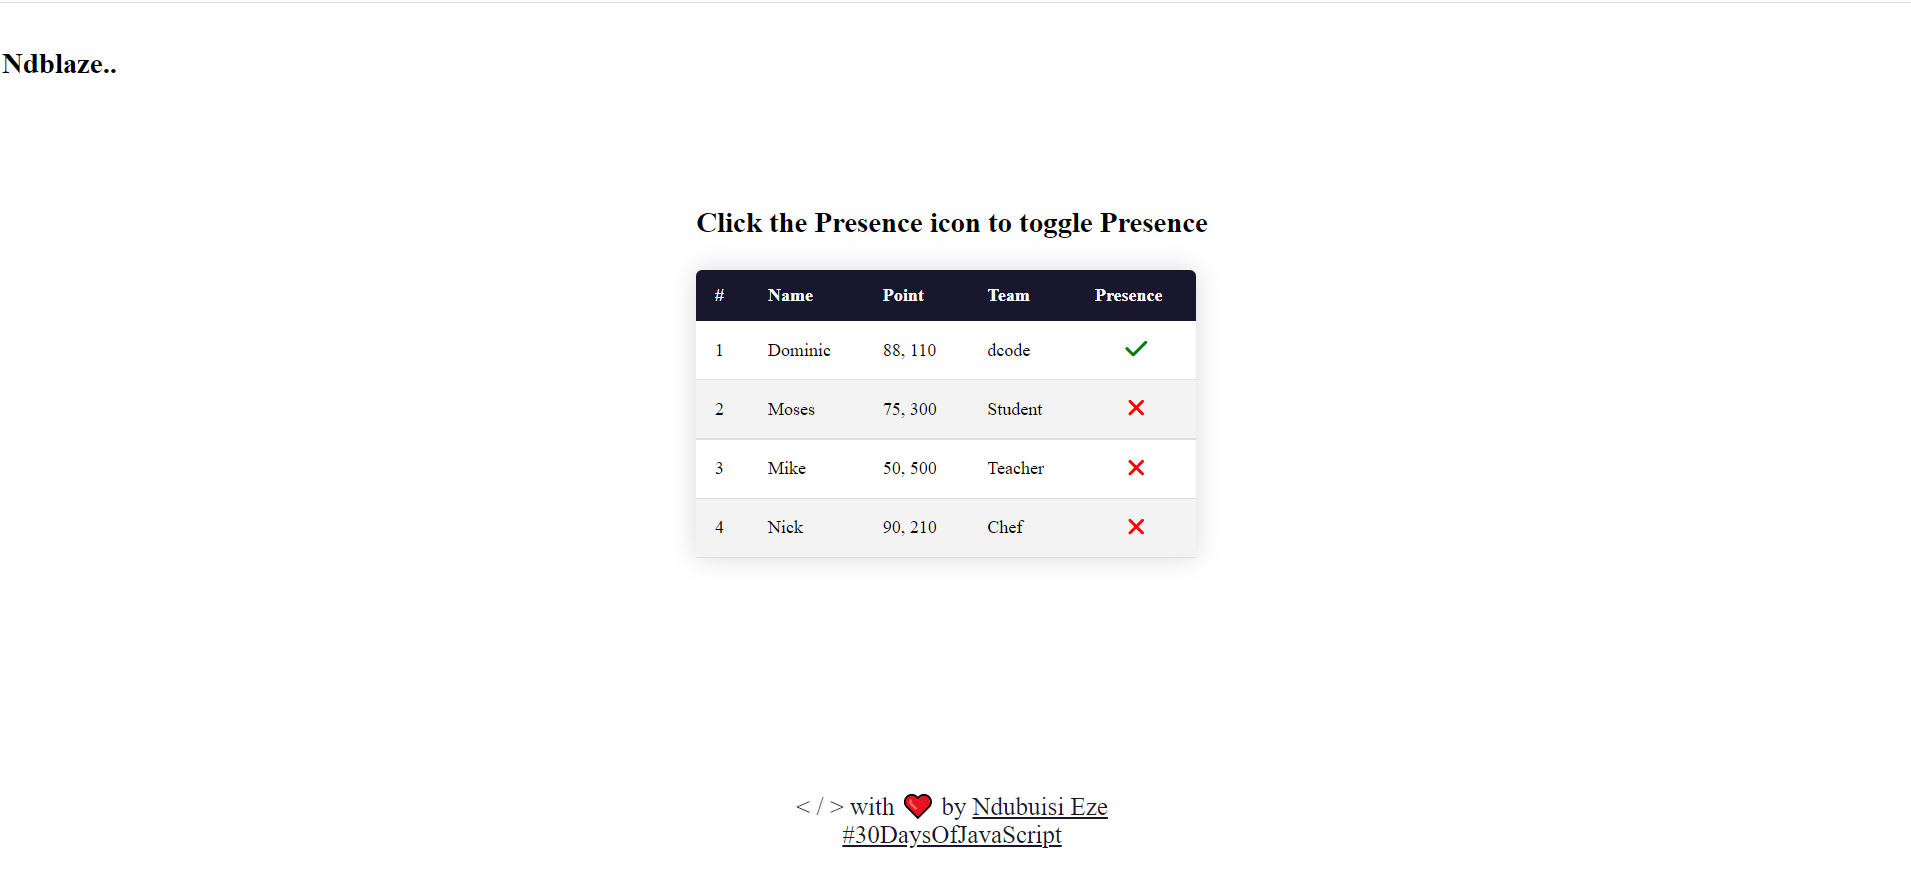 Ndblaze..
Click the Presence icon to toggle Presence
# Name Point Team Presence
1 Dominic 88, 110 dcode
2 Moses 75, 300 Student
3 Mike 50, 500 Teacher
4 Nick 90, 210 Chef
< / > with ❤ by Ndubuisi Eze
#30DaysOfJavaScript